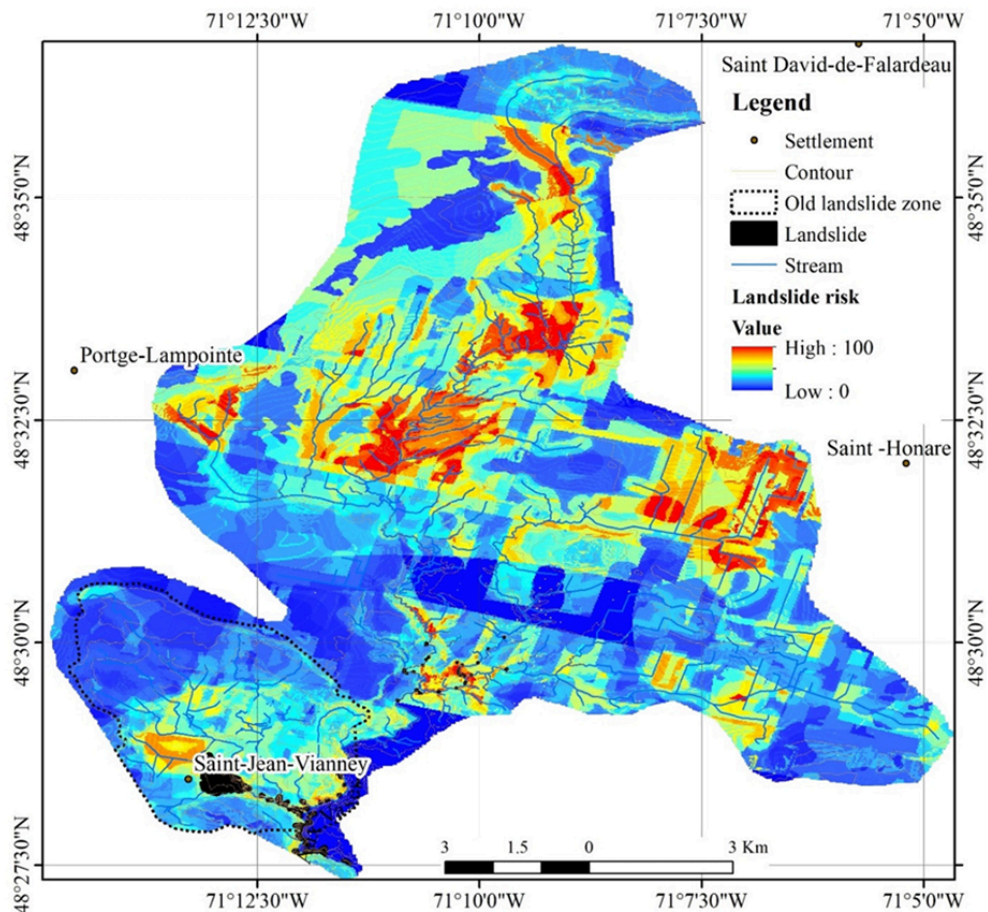 71°12'30"W 71°10'0"W 71°7'30"W 71°5'0"W
Saint David-de-Falardeau
Legend
Settlement
Contour
Old landslide zone
Landslide
Stream
Landslide risk
Value
High : 100
Low : 0
48°35'0"N 48°35'0"N
Portge-Lampointe
48°32'30"N 48°32'30"N
Saint -Honare
48°30'0"N 48°30'0"N
Saint-Jean-Vianney
3 1.5 0 3 Km
48°27'30"N 48°27'30"N
71°12'30"W 71°10'0"W 71°7'30"W 71°5'0"W